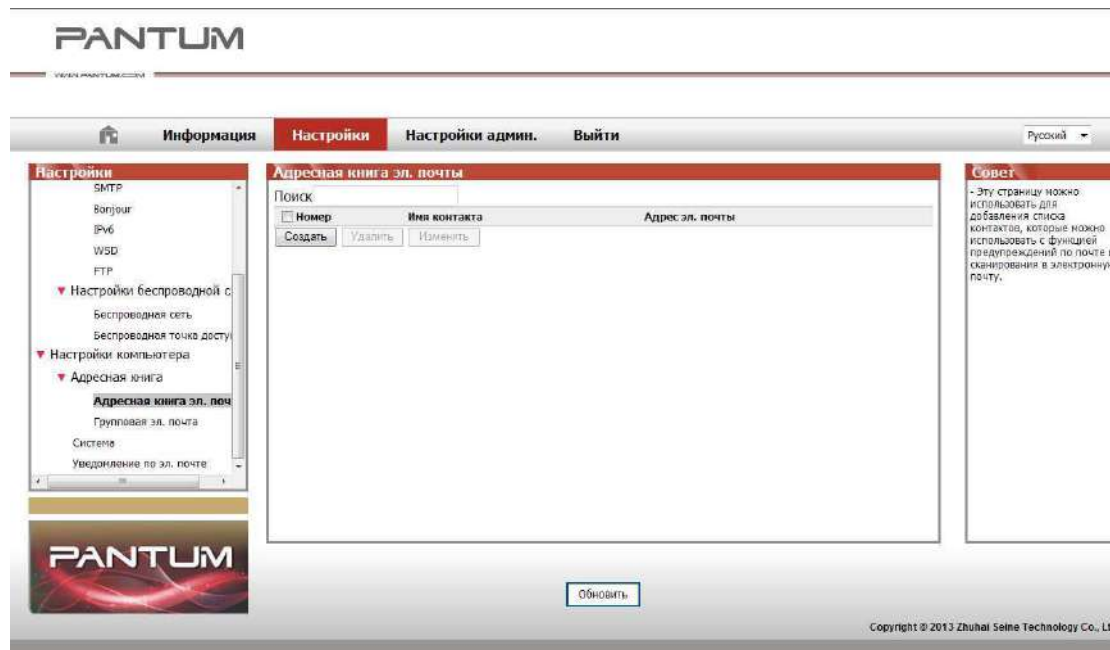 PANTUM
WWW.PANTUM.COM
Информация
Настройки
Настройки админ.
Выйти
Русский
Настройки
SMTP
Bonjour
IPv6
WSD
FTP
Настройки беспроводной с
Беспроводная сеть
Беспроводная точка досту
Настройки компьютера
Адресная книга
Адресная книга эл. поч
Групповая эл. почта
Система
Уведомление по эл. почте
PANTUM
Адресная книга эл. почты
Поиск
Номер Имя контакта Адрес эл. почты
Создать Удалить Изменить
Совет
- Эту страницу можно
использовать для
добавления списка
контактов, которые можно
использовать с функцией
предупреждений по почте и
сканирования в электронную
почту.
Обновить
Copyright © 2013 Zhuhai Seine Technology Co., Lt